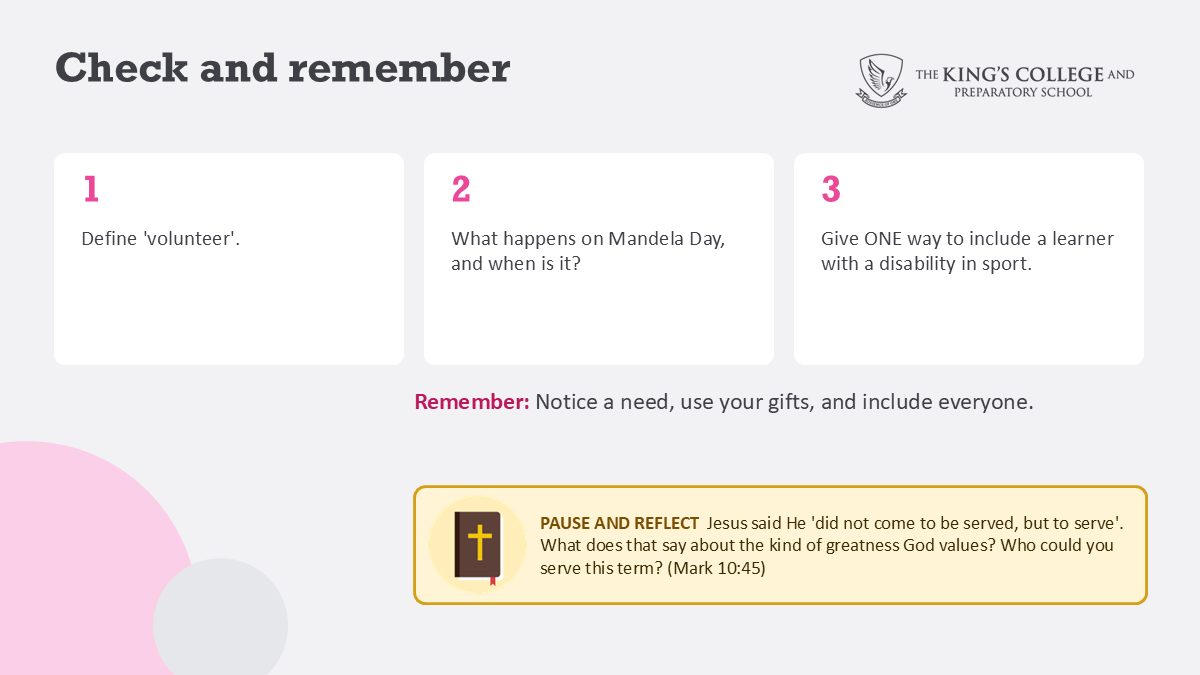 Check and remember
THE KING'S COLLEGE AND
PREPARATORY SCHOOL
1
Define 'volunteer'.
2
What happens on Mandela Day,
and when is it?
3
Give ONE way to include a learner
with a disability in sport.
Remember: Notice a need, use your gifts, and include everyone.
PAUSE AND REFLECT Jesus said He 'did not come to be served, but to serve'.
What does that say about the kind of greatness God values? Who could you
serve this term? (Mark 10:45)